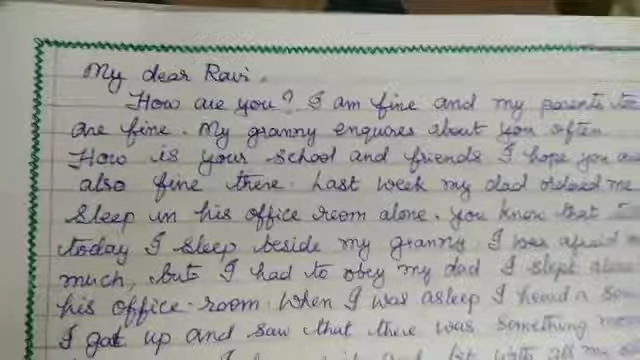 My dear Ravi.
How are you? I am fine and my parents too
are fine. My granny enquires about you often
How is your school and friends I hope you
also fine there. Last week my dad ordered me
sleep in his office room alone. You know that
today I sleep beside my granny. I was afraid
much, but I had to obey my dad I slept
his office-room. When I was asleep I heard a
I got up and saw that there was something